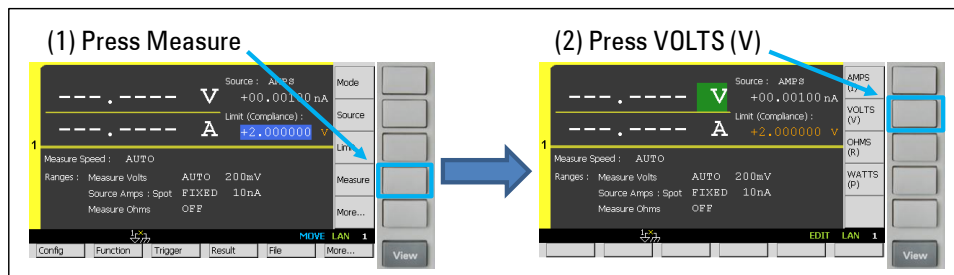 (1) Press Measure
---.---- V
Source : AMPS
+00.00100 nA
Limit (Compliance) :
---.---- A
+2.000000 V
1
Measure Speed : AUTO
Ranges : Measure Volts AUTO 200mV
Source Amps : Spot FIXED 10nA
Measure Ohms OFF
Mode
Source
Measure
More...
1
MOVE LAN 1
Config Function Trigger Result File More...
View
(2) Press VOLTS (V)
---.---- V
Source : AMPS
+00.00100 nA
Limit (Compliance) :
---.---- A
+2.000000 V
1
Measure Speed : AUTO
Ranges : Measure Volts AUTO 200mV
Source Amps : Spot FIXED 10nA
Measure Ohms OFF
AMPS
(I)
VOLTS
(V)
OHMS
(R)
WATTS
(P)
1
EDIT LAN 1
View